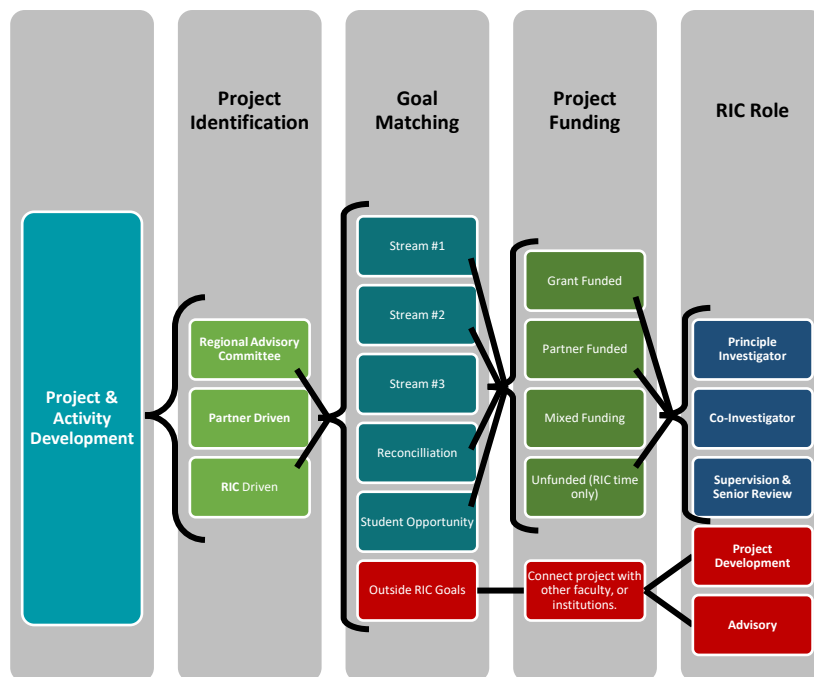 Project
Identification
Goal
Matching
Project
Funding
RIC Role
Project &
Activity
Development
Regional Advisory
Committee
Partner Driven
RIC Driven
Stream #1
Stream #2
Stream #3
Reconcilliation
Student Opportunity
Outside RIC Goals
Grant Funded
Partner Funded
Mixed Funding
Unfunded (RIC time
only)
Connect project with
other faculty, or
institutions.
Principle
Investigator
Co-Investigator
Supervision &
Senior Review
Project
Development
Advisory